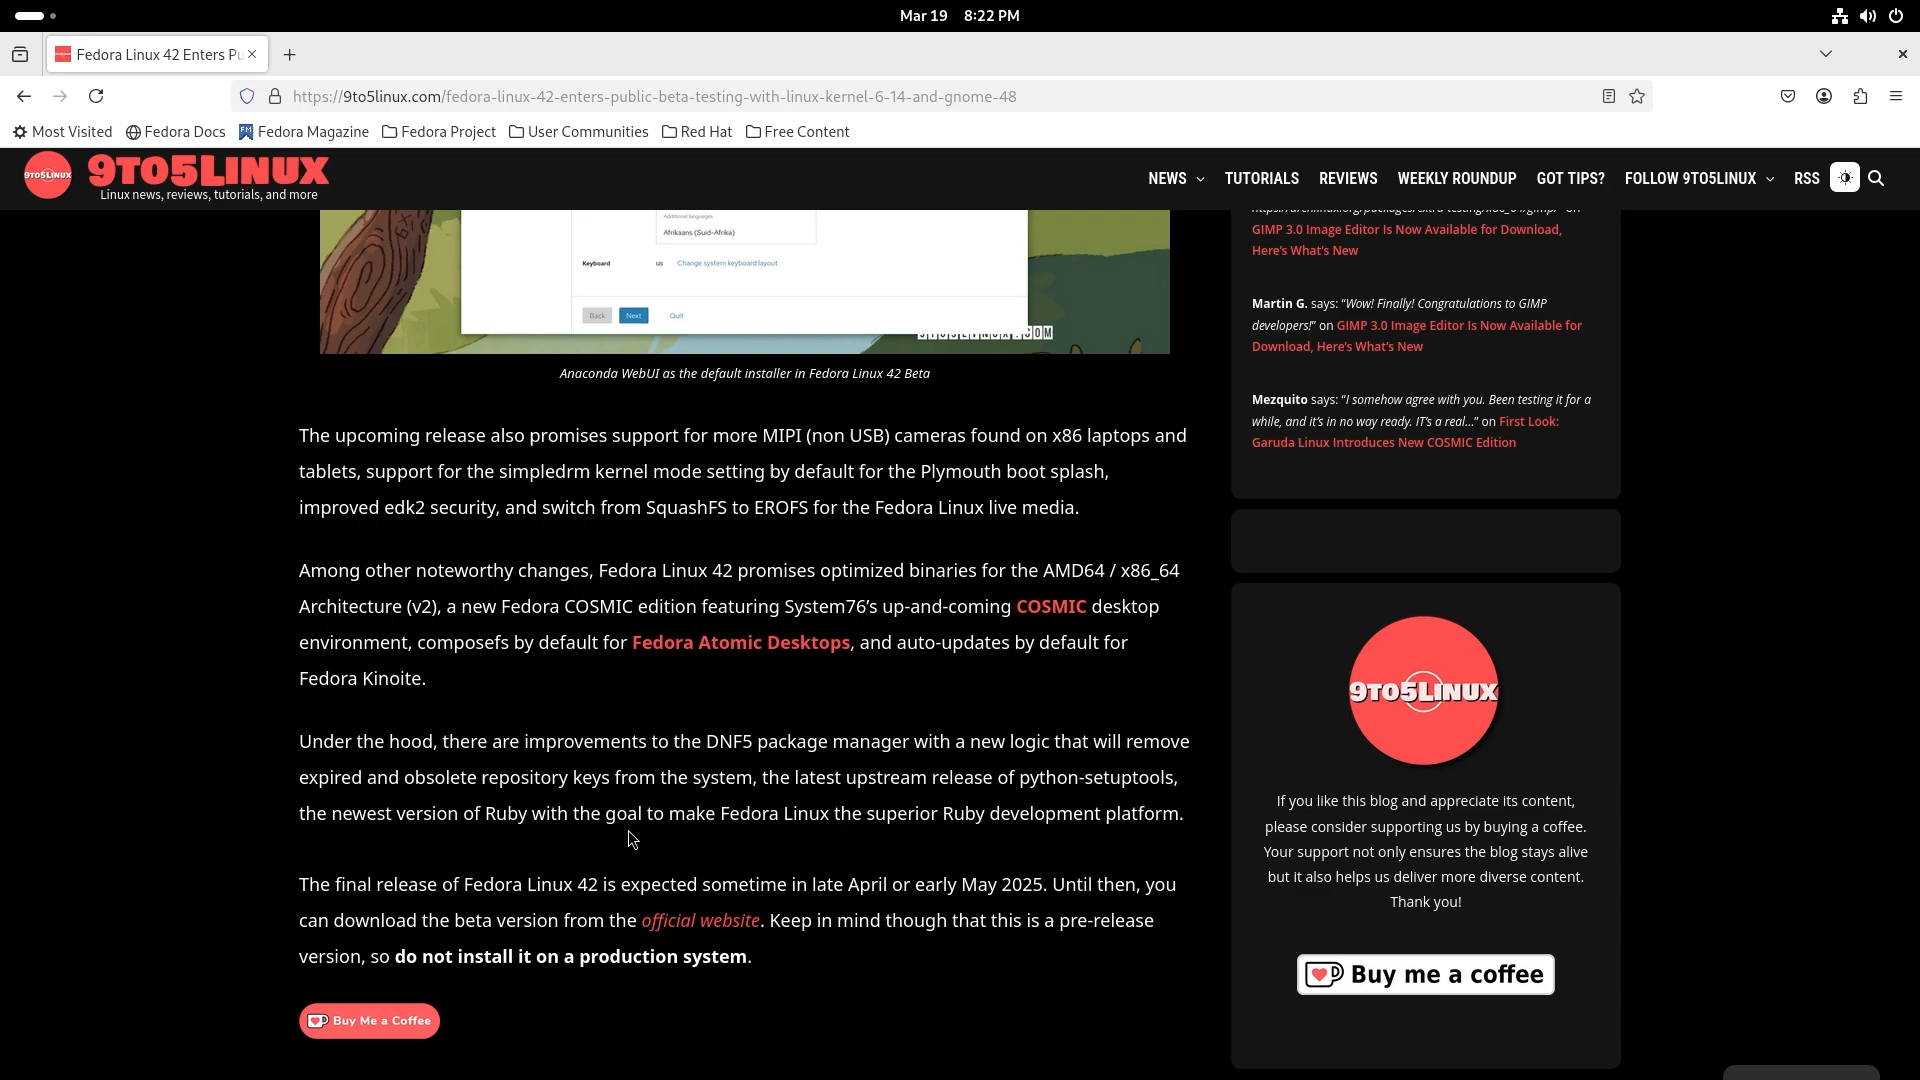 Mar 19 8:22 PM
Fedora Linux 42 Enters Pu
https://9to5linux.com/fedora-linux-42-enters-public-beta-testing-with-linux-kernel-6-14-and-gnome-48
Most Visited Fedora Docs Fedora Magazine Fedora Project User Communities Red Hat Free Content
9TO5LINUX
9TO5LINUX
Linux news, reviews, tutorials, and more
NEWS TUTORIALS REVIEWS WEEKLY ROUNDUP GOT TIPS? FOLLOW 9TO5LINUX RSS
Additional languages
Afrikaans (Suid-Afrika)
Keyboard us Change system keyboard layout
Back Next Quit
9TO5LINUX.COM
Anaconda WebUI as the default installer in Fedora Linux 42 Beta
The upcoming release also promises support for more MIPI (non USB) cameras found on x86 laptops and
tablets, support for the simpledrm kernel mode setting by default for the Plymouth boot splash,
improved edk2 security, and switch from SquashFS to EROFS for the Fedora Linux live media.
Among other noteworthy changes, Fedora Linux 42 promises optimized binaries for the AMD64 / x86_64
Architecture (v2), a new Fedora COSMIC edition featuring System76’s up-and-coming COSMIC desktop
environment, composefs by default for Fedora Atomic Desktops, and auto-updates by default for
Fedora Kinoite.
Under the hood, there are improvements to the DNF5 package manager with a new logic that will remove
expired and obsolete repository keys from the system, the latest upstream release of python-setuptools,
the newest version of Ruby with the goal to make Fedora Linux the superior Ruby development platform.
The final release of Fedora Linux 42 is expected sometime in late April or early May 2025. Until then, you
can download the beta version from the official website. Keep in mind though that this is a pre-release
version, so do not install it on a production system.
Buy Me a Coffee
GIMP 3.0 Image Editor Is Now Available for Download,
Here’s What’s New
Martin G. says: “Wow! Finally! Congratulations to GIMP
developers!” on GIMP 3.0 Image Editor Is Now Available for
Download, Here’s What’s New
Mezquito says: “I somehow agree with you. Been testing it for a
while, and it’s in no way ready. IT’s a real…” on First Look:
Garuda Linux Introduces New COSMIC Edition
9TO5LINUX
If you like this blog and appreciate its content,
please consider supporting us by buying a coffee.
Your support not only ensures the blog stays alive
but it also helps us deliver more diverse content.
Thank you!
Buy me a coffee